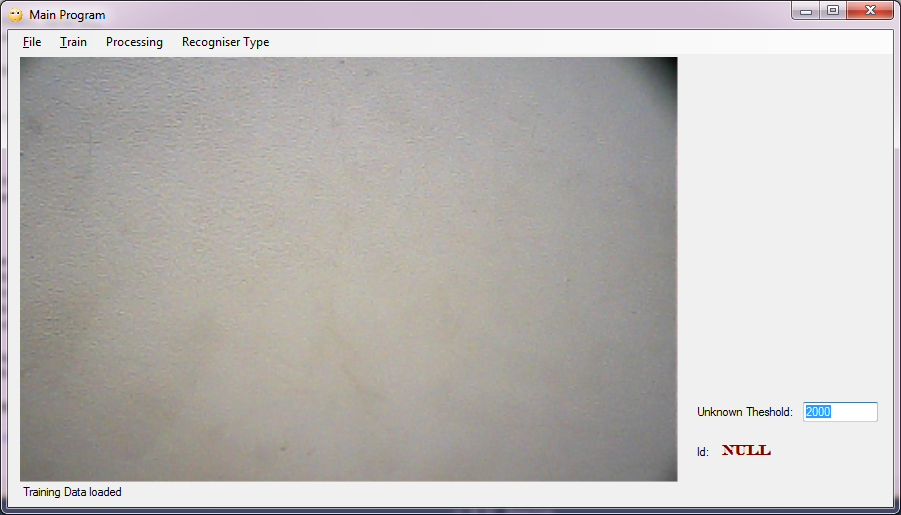 Main Program
File Train Processing Recogniser Type
Unknown Theshold: 2000
Id: NULL
Training Data loaded